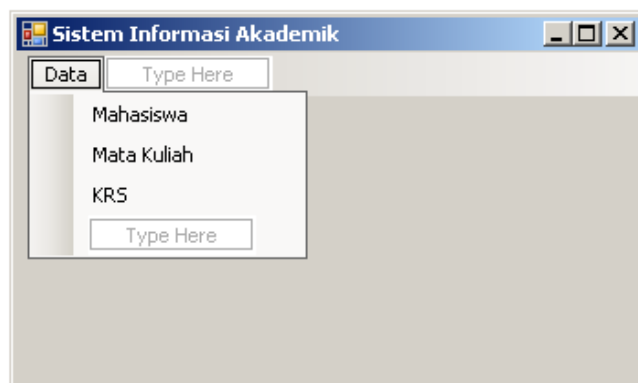 Sistem Informasi Akademik
Data Type Here
Mahasiswa
Mata Kuliah
KRS
Type Here